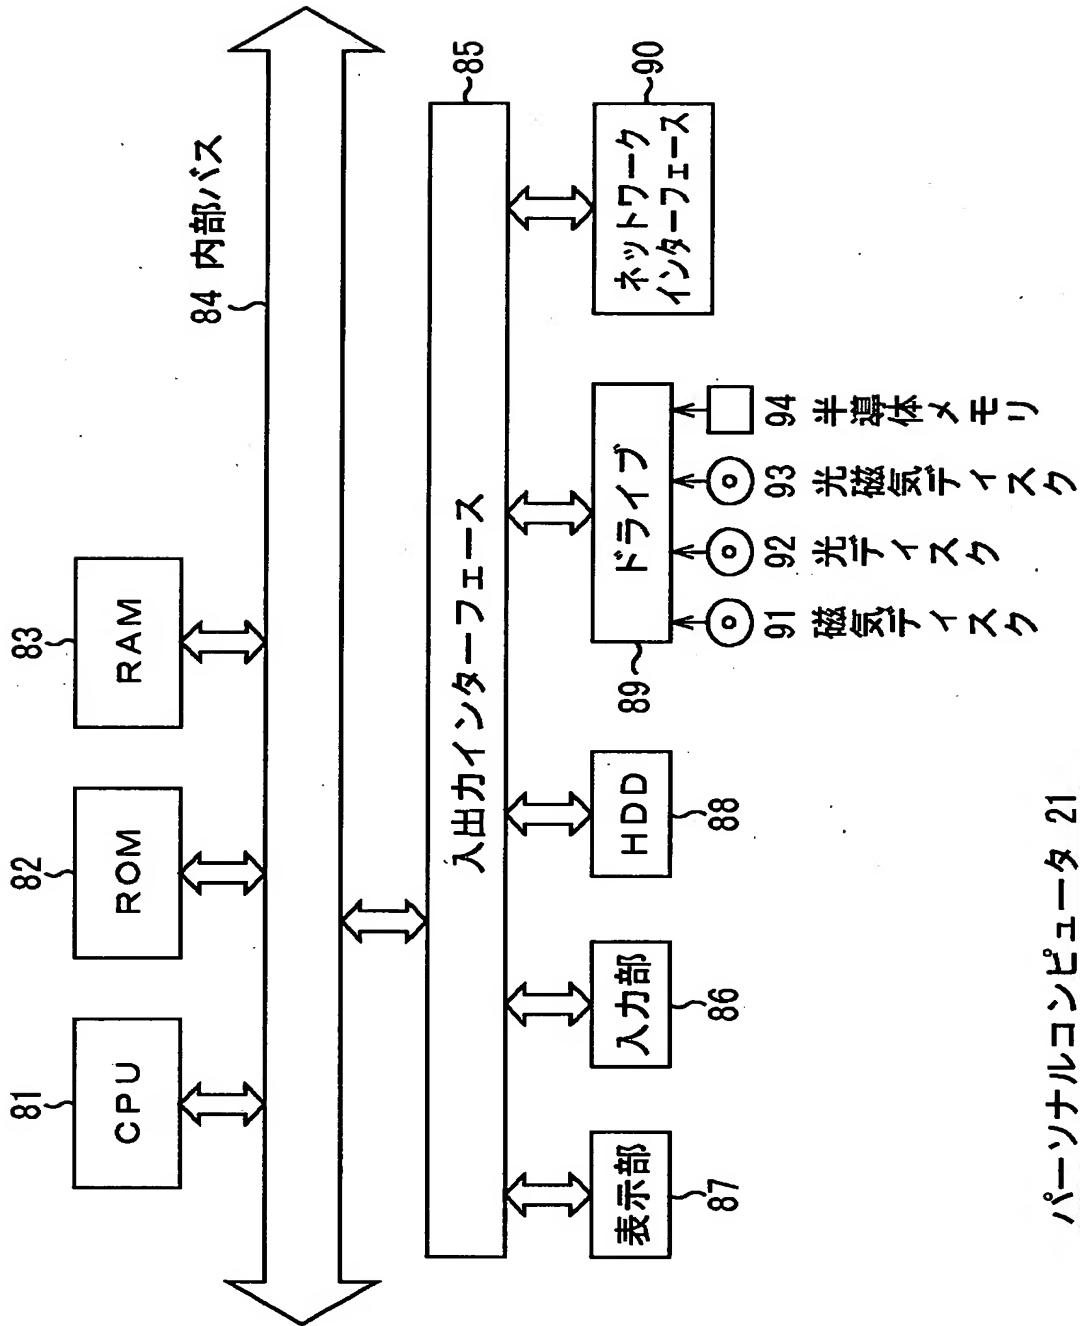 81
CPU
82
ROM
83
RAM
84 内部バス
入出力インターフェース
85
表示部
87
入力部
86
HDD
88
ドライブ
89
91 磁気ディスク
92 光ディスク
93 光磁気ディスク
94 半導体メモリ
ネットワーク
インターフェース
90
パーソナルコンピュータ 21